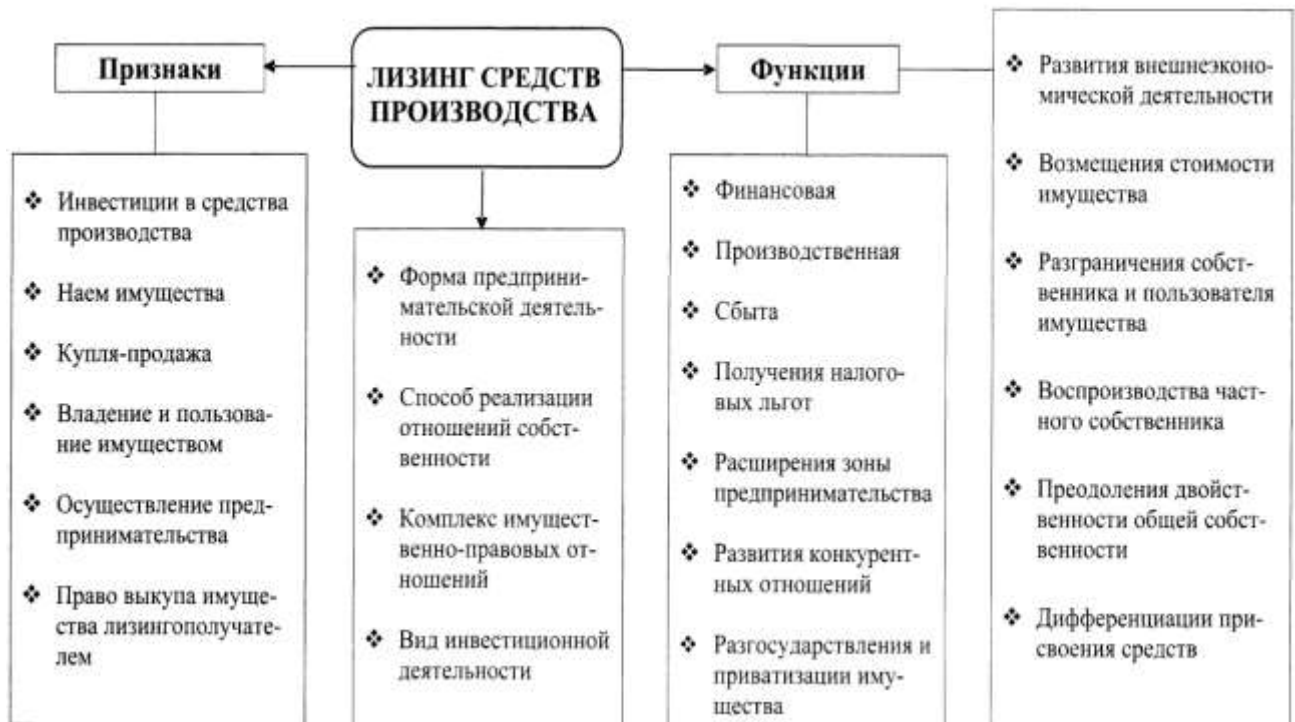 ЛИЗИНГ СРЕДСТВ
ПРОИЗВОДСТВА
Признаки
❖ Инвестиции в средства
производства
❖ Наем имущества
❖ Купля-продажа
❖ Владение и пользова-
ние имуществом
❖ Осуществление пред-
принимательства
❖ Право выкупа имуще-
ства лизингополучате-
лем
❖ Форма предприни-
мательской деятель-
ности
❖ Способ реализации
отношений собст-
венности
❖ Комплекс имущест-
венно-правовых от-
ношений
❖ Вид инвестиционной
деятельности
Функции
❖ Финансовая
❖ Производственная
❖ Сбыта
❖ Получения налого-
вых льгот
❖ Расширения зоны
предпринимательства
❖ Развития конкурент-
ных отношений
❖ Разгосударствления и
приватизации иму-
щества
❖ Развития внешнеэконо-
мической деятельности
❖ Возмещения стоимости
имущества
❖ Разграничения собст-
венника и пользователя
имущества
❖ Воспроизводства част-
ного собственника
❖ Преодоления двойст-
венности общей собст-
венности
❖ Дифференциации при-
своения средств